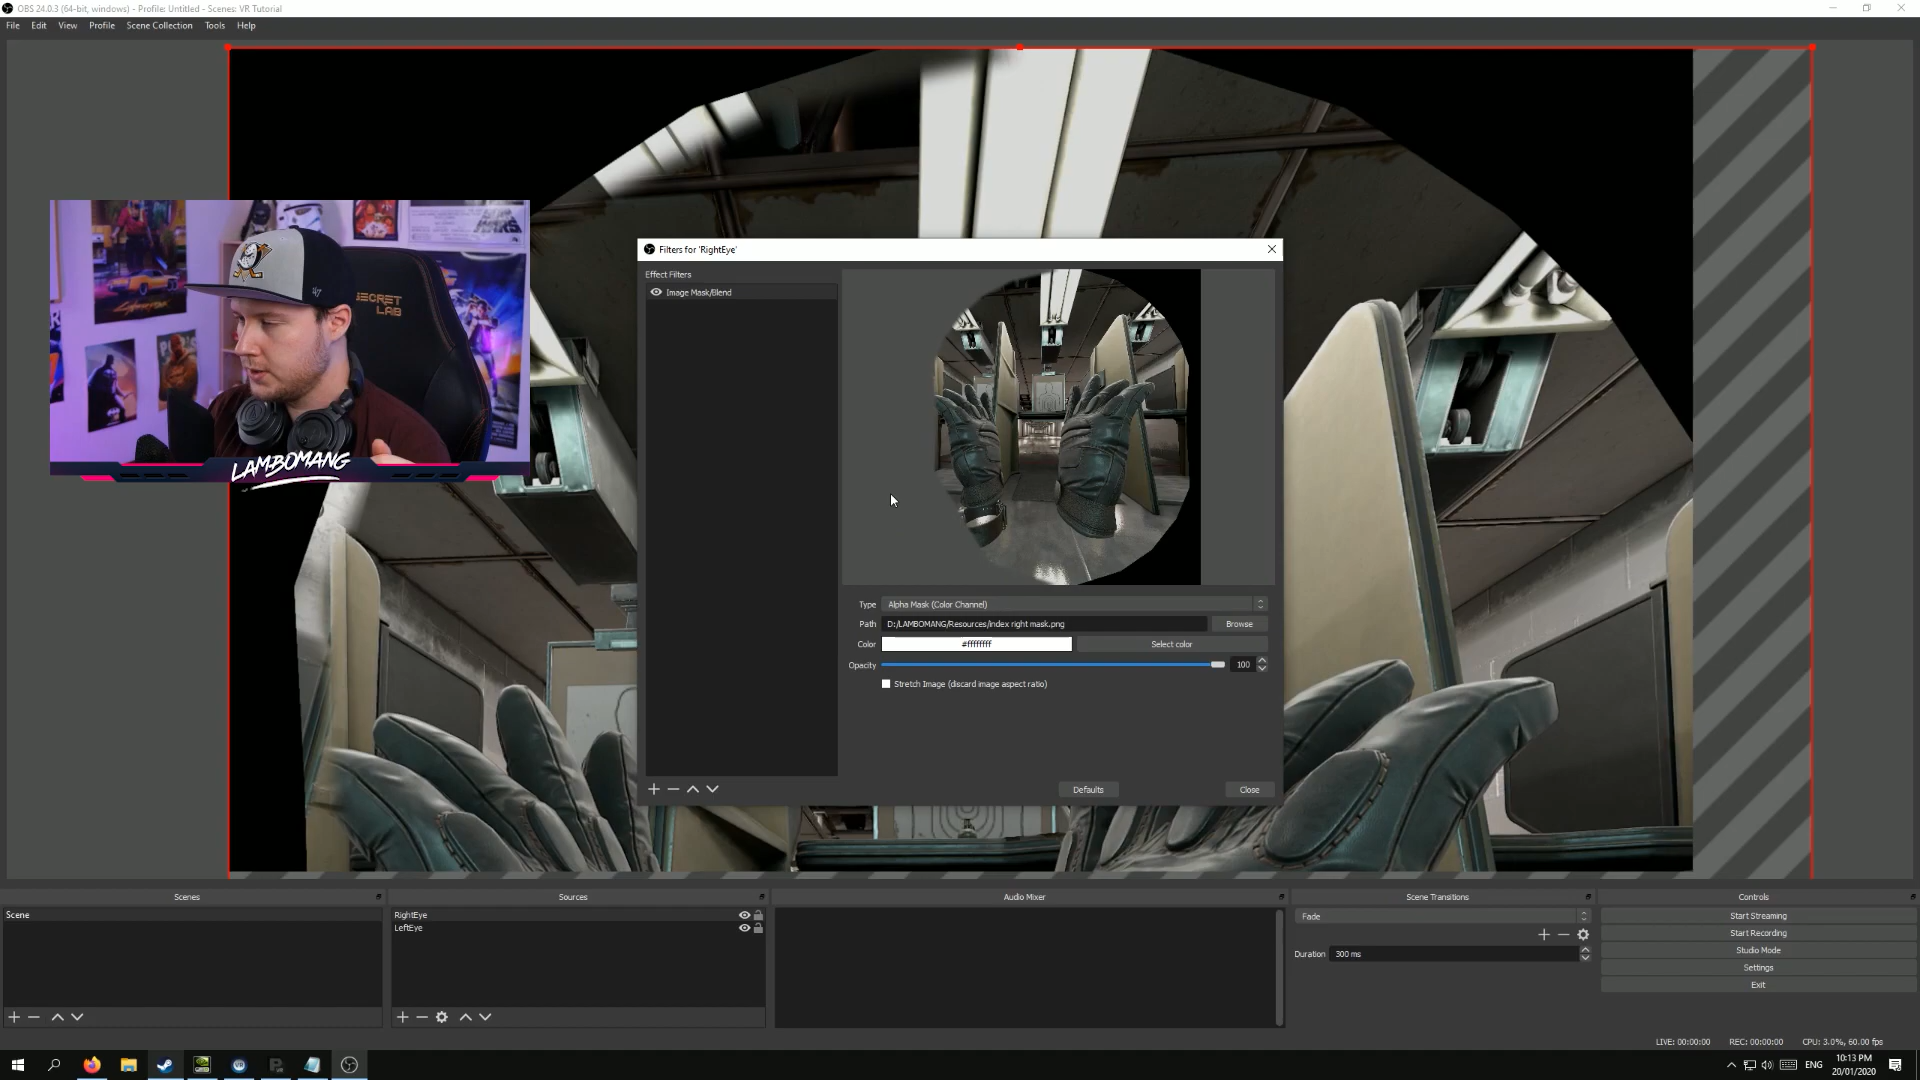 OBS 24.0.3 (64-bit, windows) - Profile: Untitled - Scenes: VR Tutorial
File Edit View Profile Scene Collection Tools Help
SECRET
LAB
LAMBOMANG
Filters for 'RightEye'
Effect Filters
Image Mask/Blend
Type Alpha Mask (Color Channel)
Path D:/LAMBOMANG/Resources/index right mask.png Browse
Color #ffffffff Select color
Opacity 100
Stretch Image (discard image aspect ratio)
Defaults Close
Scenes Sources Audio Mixer Scene Transitions Controls
Scene
RightEye
LeftEye
Fade
Duration 300 ms
Start Streaming
Start Recording
Studio Mode
Settings
Exit
LIVE: 00:00:00 REC: 00:00:00 CPU: 3.0%, 60.00 fps
ENG
10:13 PM
20/01/2020